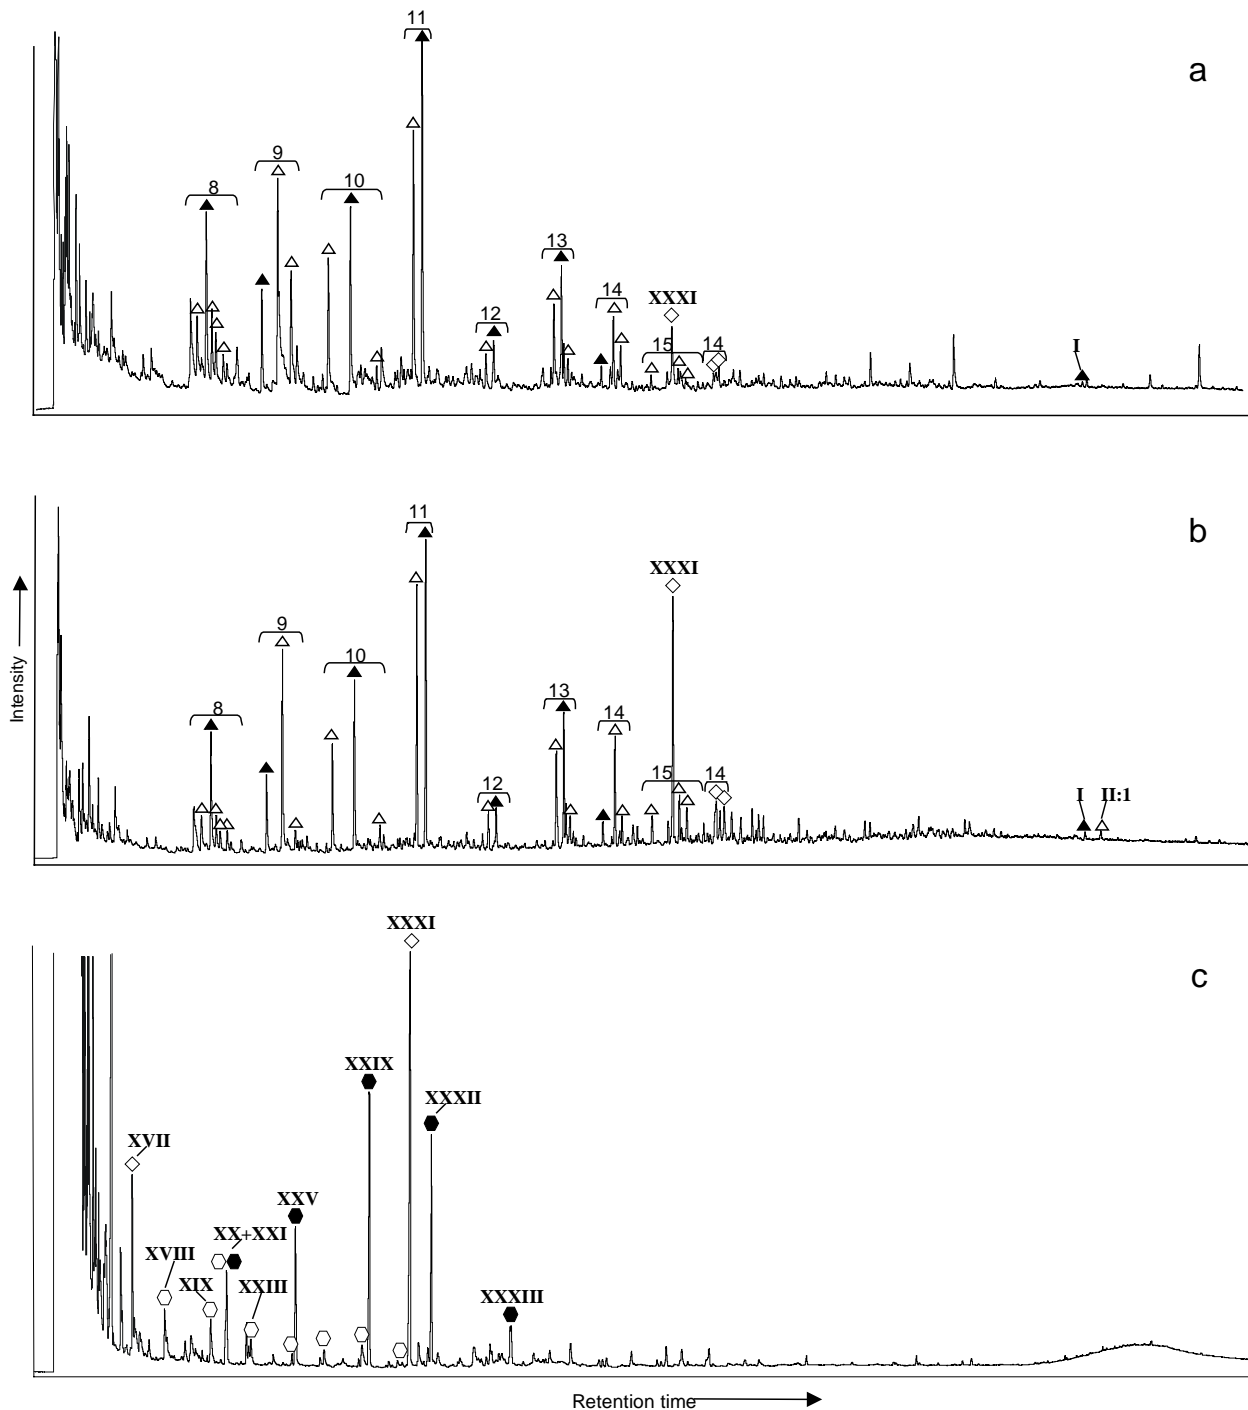 11
a
9
8
10
13
14
XXXI
12
15
14
I
11
b
XXXI
9
10
8
13
14
15
14
12
I
II:1
Intensity
XXXI
c
XXIX
XXXII
XVII
XXV
XX+XXI
XVIII
XIX
XXIII
XXXIII
Retention time